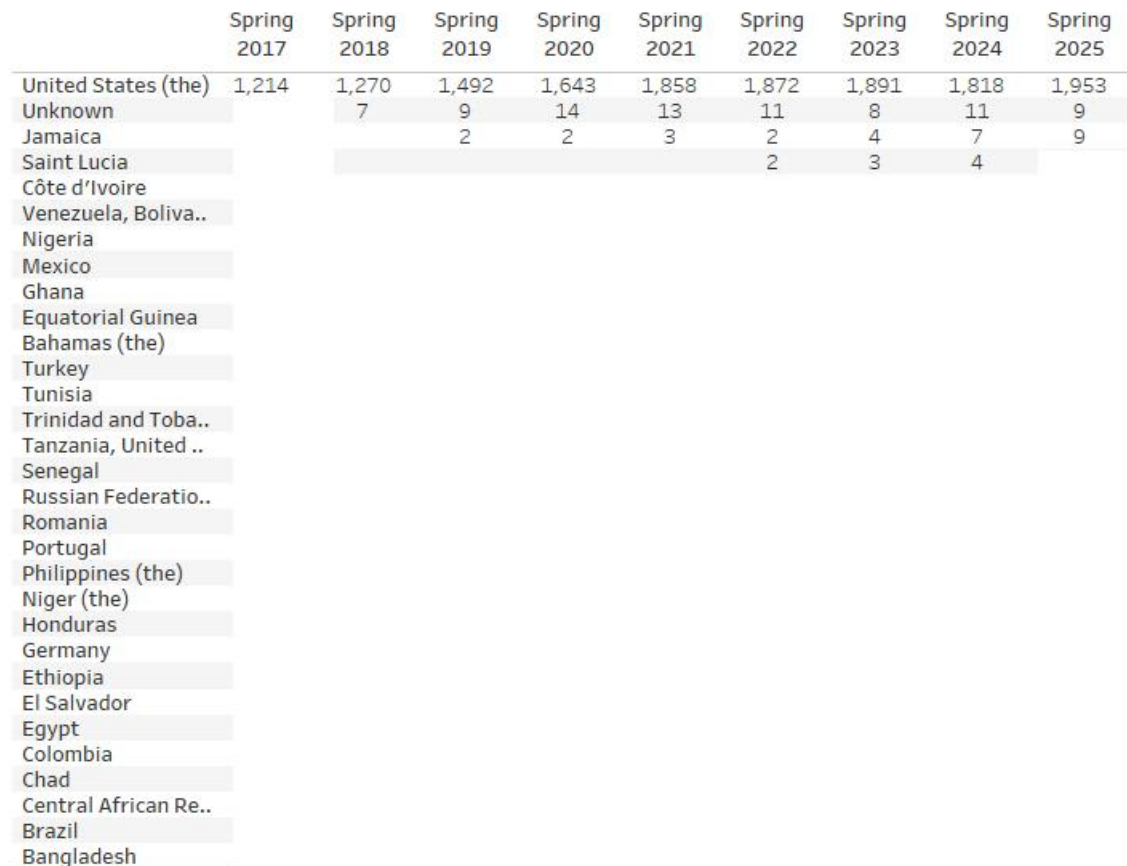 Spring Spring Spring Spring Spring Spring Spring Spring Spring
2017 2018 2019 2020 2021 2022 2023 2024 2025
United States (the) 1,214 1,270 1,492 1,643 1,858 1,872 1,891 1,818 1,953
Unknown 7 9 14 13 11 8 11 9
Jamaica 2 2 3 2 4 7 9
Saint Lucia 2 3 4
Côte d'Ivoire
Venezuela, Boliva..
Nigeria
Mexico
Ghana
Equatorial Guinea
Bahamas (the)
Turkey
Tunisia
Trinidad and Toba..
Tanzania, United ..
Senegal
Russian Federatio..
Romania
Portugal
Philippines (the)
Niger (the)
Honduras
Germany
Ethiopia
El Salvador
Egypt
Colombia
Chad
Central African Re..
Brazil
Bangladesh